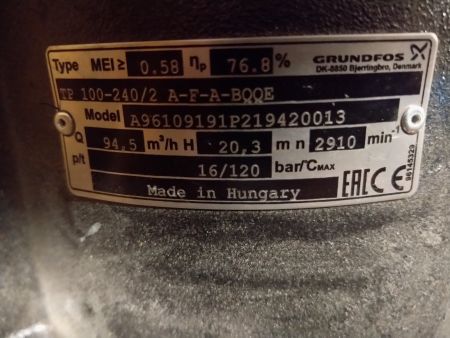 Type MEI ≥ 0.58 ηp 76.8 % GRUNDFOS
DK-8850 Bjerringbro, Denmark
TP 100-240/2 A-F-A-BQQE
Model A96109191P219420013
Q 94,5 m³/h H 20,3 m n 2910 min-¹
p/t 16/120 bar/°C MAX
Made in Hungary EAC CE
96145329